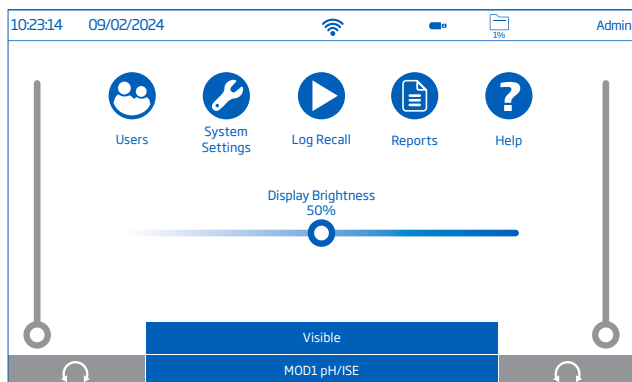 10:23:14 09/02/2024 1% Admin
Users
System
Settings
Log Recall
Reports
Help
Display Brightness
50%
Visible
MOD1 pH/ISE